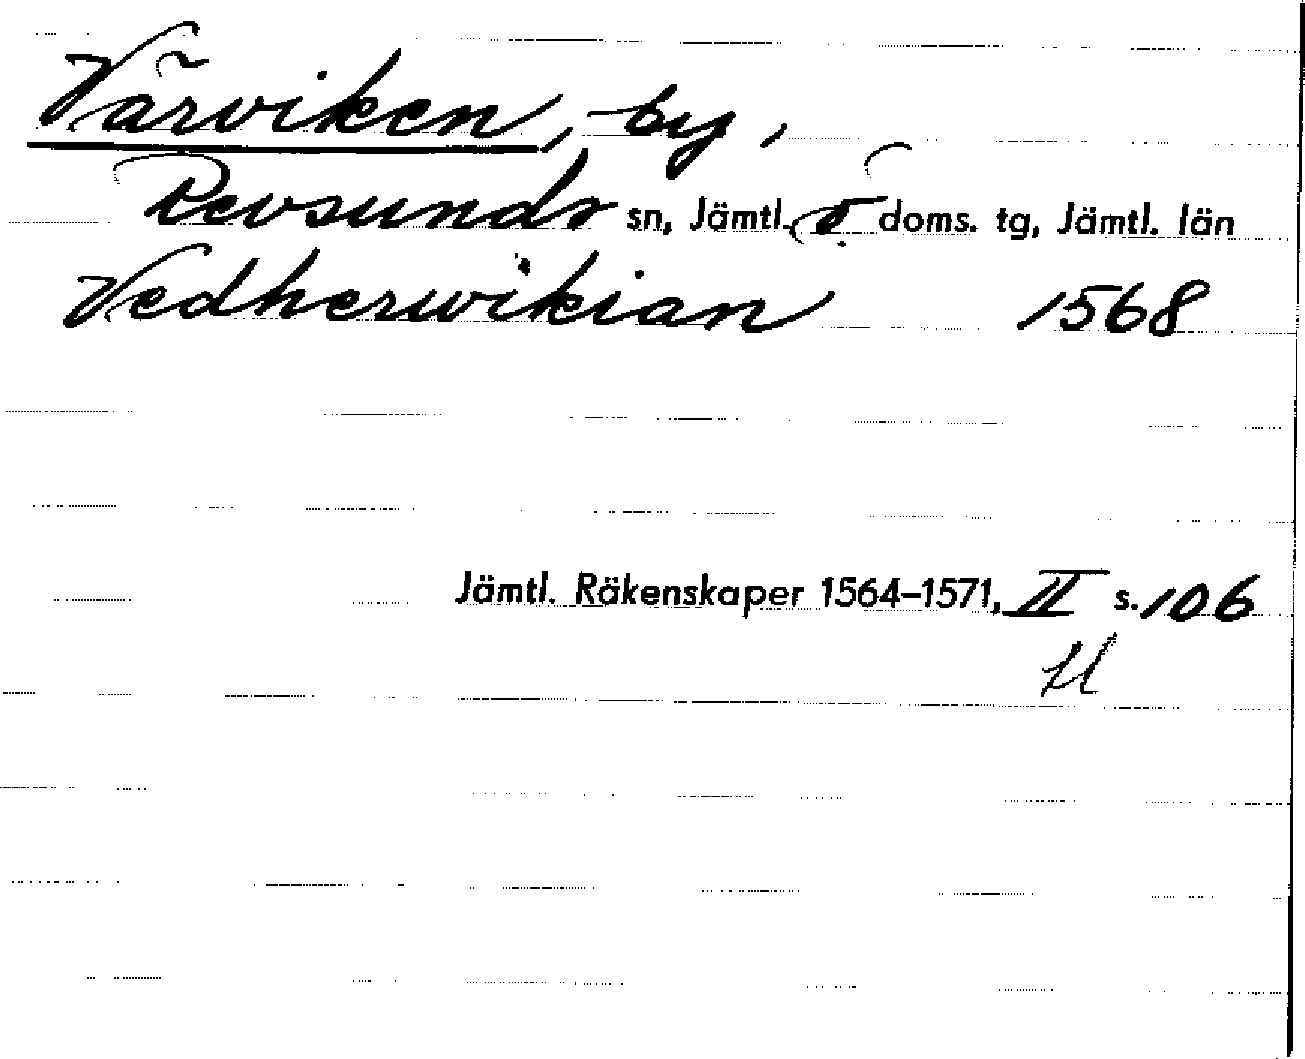 Värviken, by,
Revsunds sn, Jämtl. ö doms. tg, Jämtl. län
Vedherwikian 1568
Jämtl. Räkenskaper 1564–1571, II s. 106